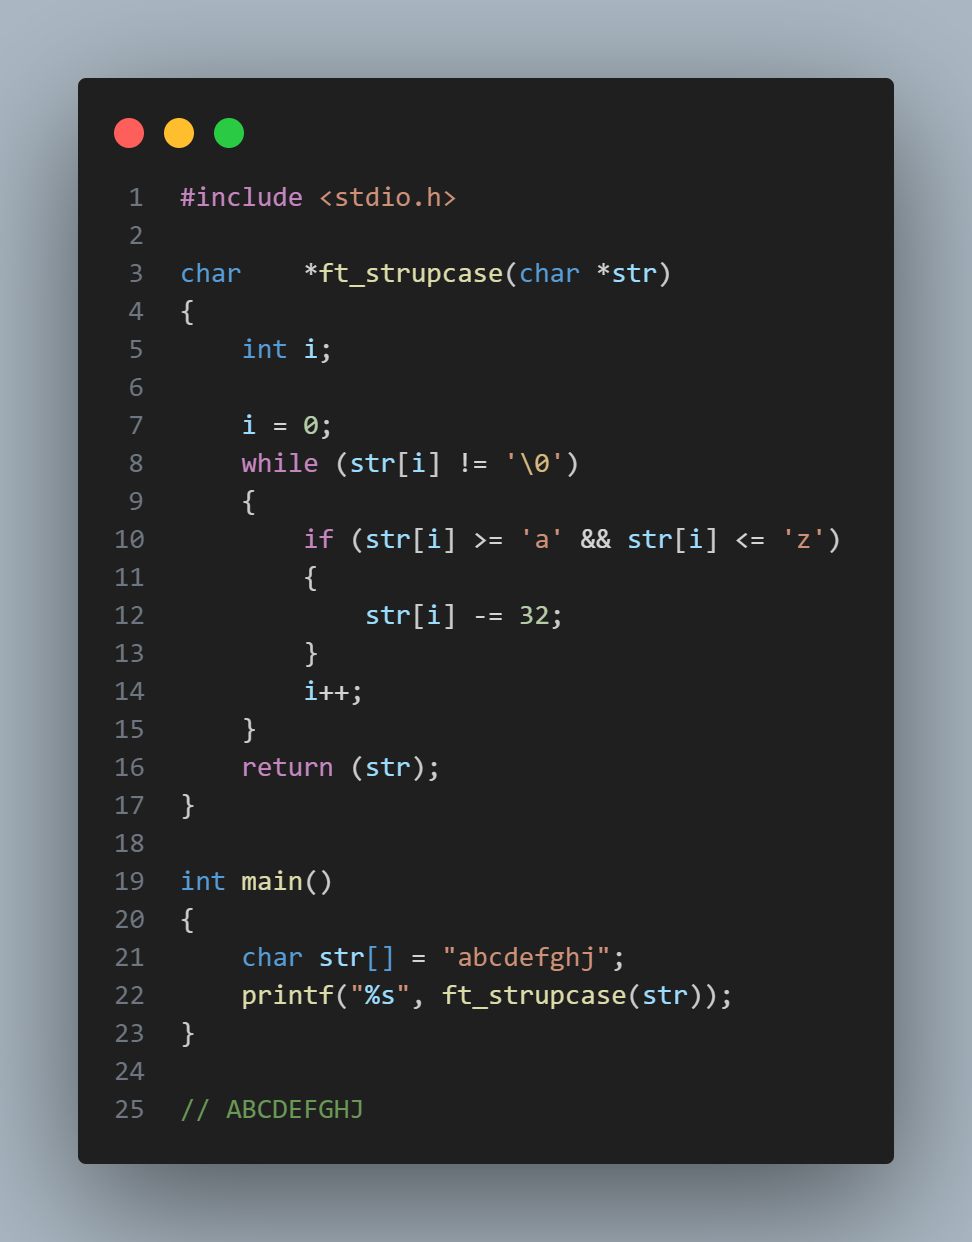 1 #include <stdio.h>
2
3 char    *ft_strupcase(char *str)
4 {
5     int i;
6
7     i = 0;
8     while (str[i] != '\0')
9     {
10         if (str[i] >= 'a' && str[i] <= 'z')
11         {
12             str[i] -= 32;
13         }
14         i++;
15     }
16     return (str);
17 }
18
19 int main()
20 {
21     char str[] = "abcdefghj";
22     printf("%s", ft_strupcase(str));
23 }
24
25 // ABCDEFGHJ